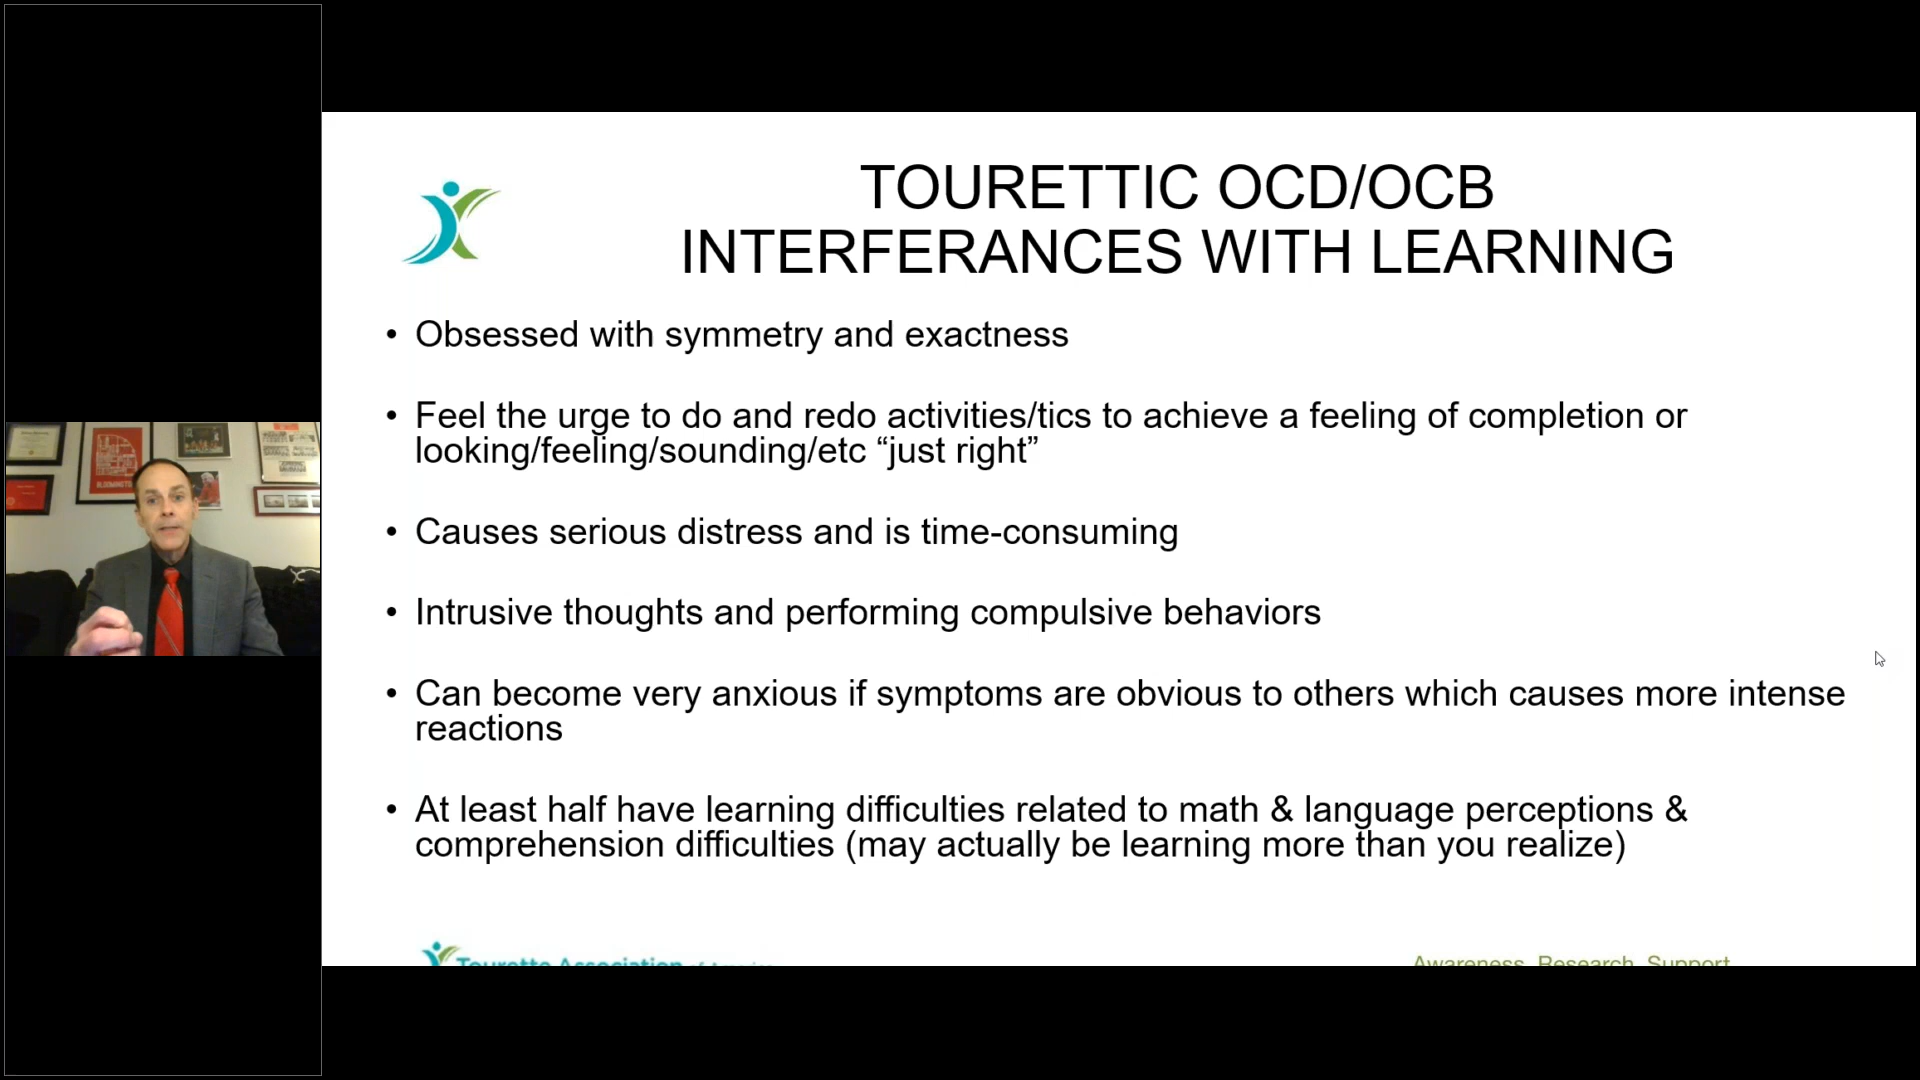 TOURETTIC OCD/OCB
INTERFERANCES WITH LEARNING
• Obsessed with symmetry and exactness
• Feel the urge to do and redo activities/tics to achieve a feeling of completion or
looking/feeling/sounding/etc “just right”
• Causes serious distress and is time-consuming
• Intrusive thoughts and performing compulsive behaviors
• Can become very anxious if symptoms are obvious to others which causes more intense
reactions
• At least half have learning difficulties related to math & language perceptions &
comprehension difficulties (may actually be learning more than you realize)
Tourette Association of America
Awareness. Research. Support.